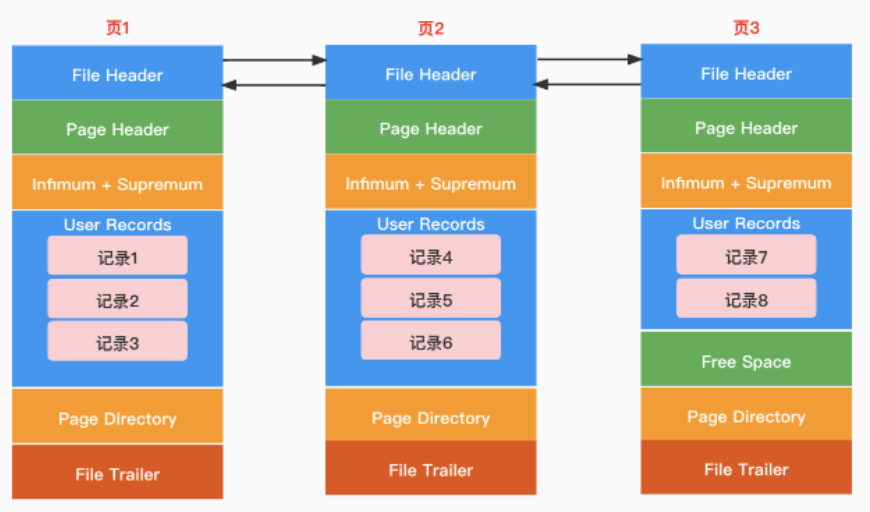 页1
File Header
Page Header
Infimum + Supremum
User Records
记录1
记录2
记录3
Page Directory
File Trailer
页2
File Header
Page Header
Infimum + Supremum
User Records
记录4
记录5
记录6
Page Directory
File Trailer
页3
File Header
Page Header
Infimum + Supremum
User Records
记录7
记录8
Free Space
Page Directory
File Trailer